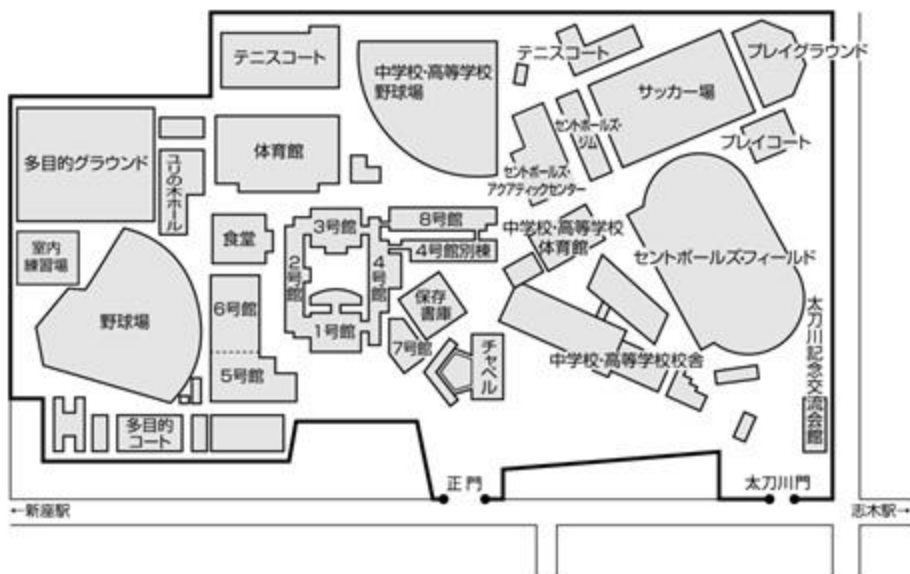 テニスコート
中学校・高等学校
野球場
テニスコート
プレイグラウンド
サッカー場
セントポールズ・
ジム
プレイコート
多目的グラウンド
ユリの木ホール
体育館
セントポールズ・
アクアティックセンター
室内
練習場
食堂
3号館
8号館
4号館別棟
中学校・高等学校
体育館
セントポールズ・フィールド
2号館
4号館
野球場
6号館
保存
書庫
1号館
7号館
チャペル
5号館
中学校・高等学校校舎
太刀川記念交流会館
多目的
コート
正門
太刀川門
←新座駅
志木駅→